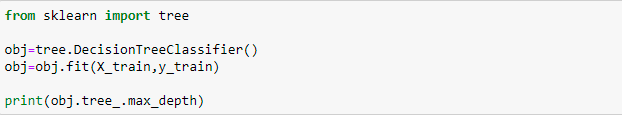 from sklearn import tree
obj=tree.DecisionTreeClassifier()
obj=obj.fit(X_train,y_train)
print(obj.tree_.max_depth)